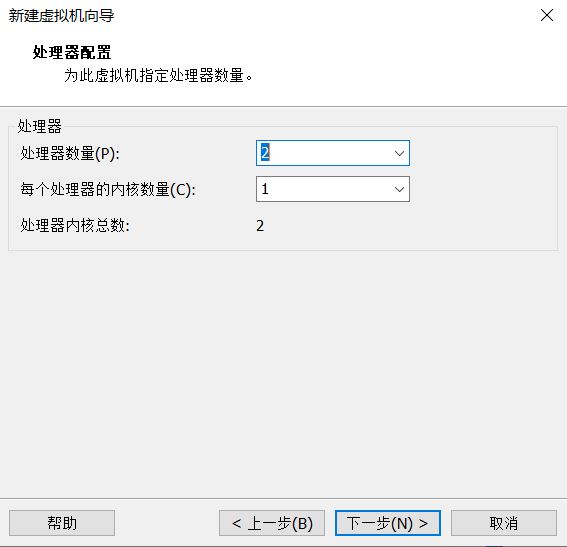 新建虚拟机向导
处理器配置
为此虚拟机指定处理器数量。
处理器
处理器数量(P): 2
每个处理器的内核数量(C): 1
处理器内核总数: 2
帮助 < 上一步(B) 下一步(N) > 取消